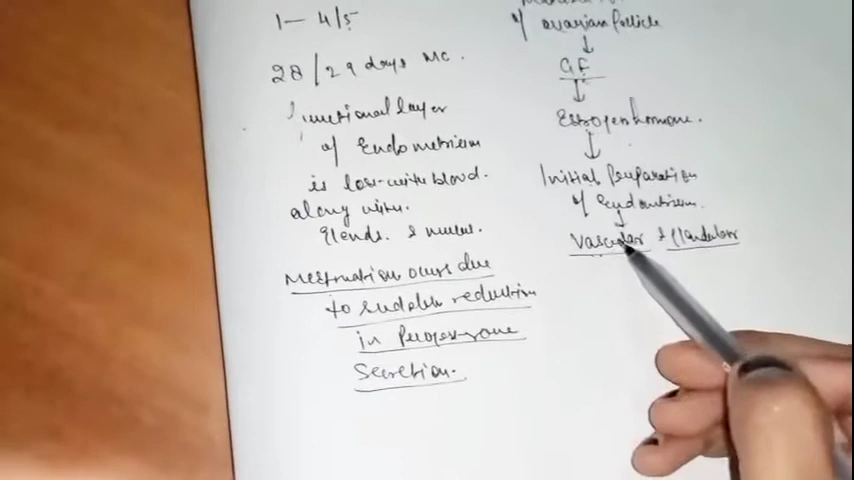 1 — 4/5
28/29 days MC.
functional layer
of Endometrium
is lost with blood.
along with.
Glends. & mucus.
Mestruation occurs due
to sudden reduction
in Progesterone
Secretion.
of ovarian follicle
↓
GF
↓
Estrogen hormone.
↓
Initial Preparation
of Endometrium.
↓
Vascular & Glandular